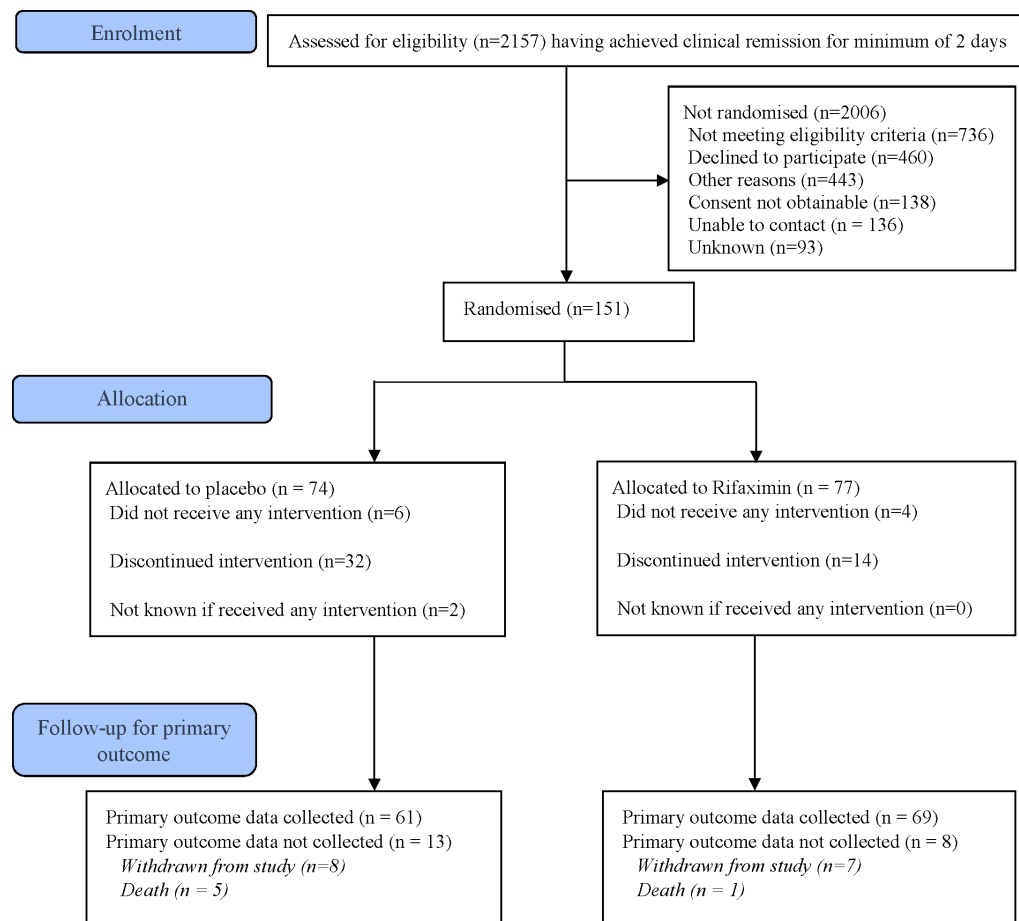 Enrolment
Assessed for eligibility (n=2157) having achieved clinical remission for minimum of 2 days
Not randomised (n=2006)
Not meeting eligibility criteria (n=736)
Declined to participate (n=460)
Other reasons (n=443)
Consent not obtainable (n=138)
Unable to contact (n = 136)
Unknown (n=93)
Randomised (n=151)
Allocation
Allocated to placebo (n = 74)
Did not receive any intervention (n=6)
Discontinued intervention (n=32)
Not known if received any intervention (n=2)
Allocated to Rifaximin (n = 77)
Did not receive any intervention (n=4)
Discontinued intervention (n=14)
Not known if received any intervention (n=0)
Follow-up for primary
outcome
Primary outcome data collected (n = 61)
Primary outcome data not collected (n = 13)
Withdrawn from study (n=8)
Death (n = 5)
Primary outcome data collected (n = 69)
Primary outcome data not collected (n = 8)
Withdrawn from study (n=7)
Death (n = 1)